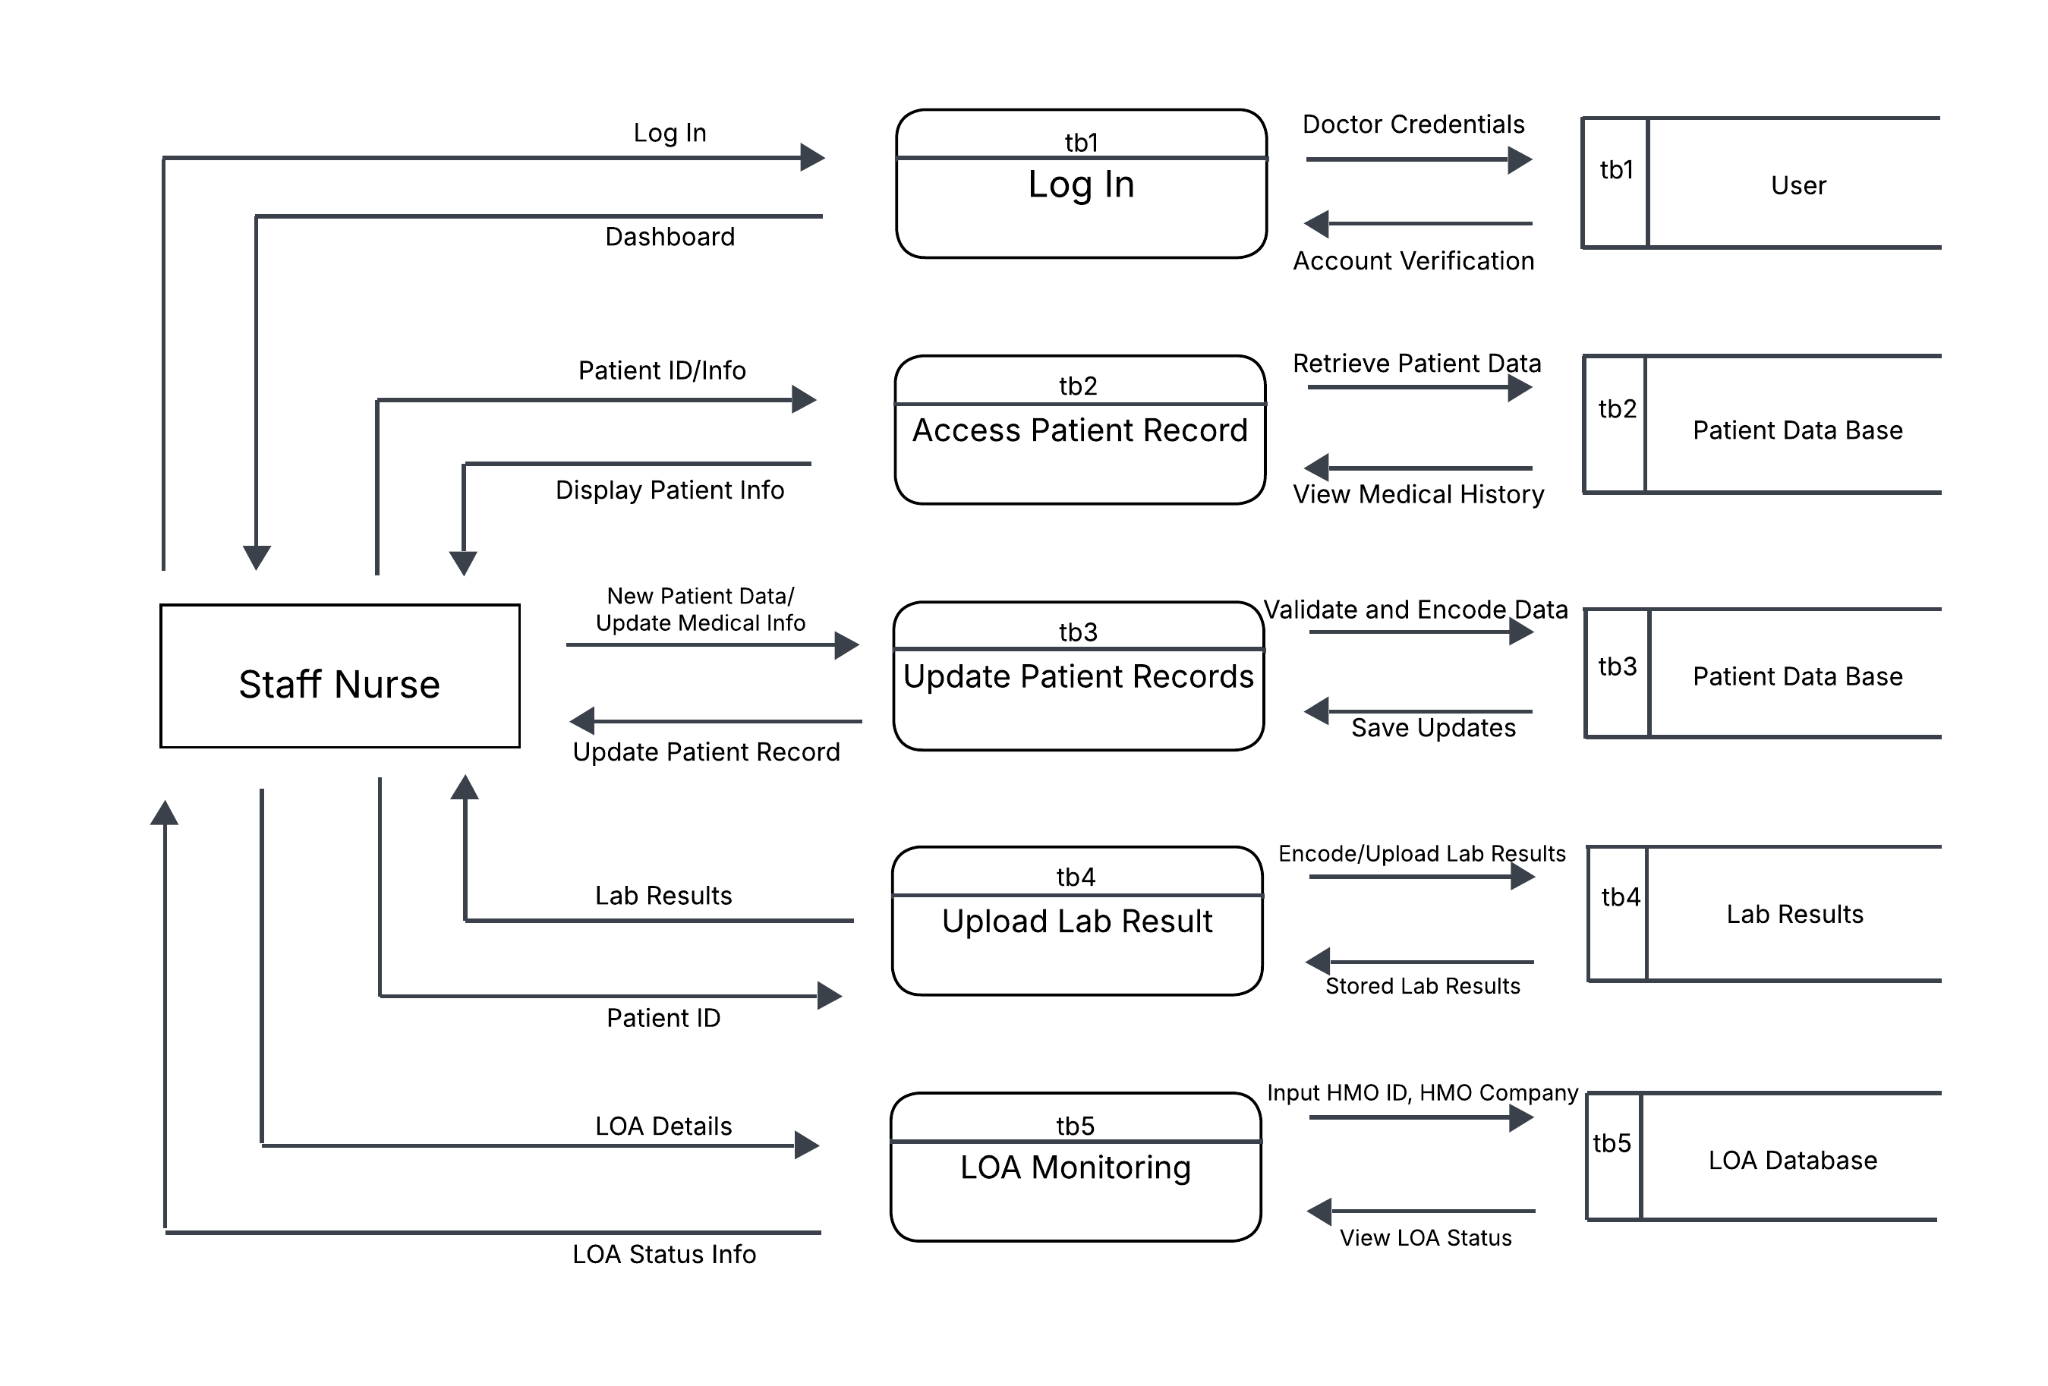 Log In
tb1
Log In
Doctor Credentials
tb1
User
Dashboard
Account Verification
Patient ID/Info
tb2
Access Patient Record
Retrieve Patient Data
tb2
Patient Data Base
Display Patient Info
View Medical History
New Patient Data/
Update Medical Info
Staff Nurse
tb3
Update Patient Records
Validate and Encode Data
tb3
Patient Data Base
Update Patient Record
Save Updates
Lab Results
tb4
Upload Lab Result
Encode/Upload Lab Results
tb4
Lab Results
Patient ID
Stored Lab Results
LOA Details
tb5
LOA Monitoring
Input HMO ID, HMO Company
tb5
LOA Database
LOA Status Info
View LOA Status